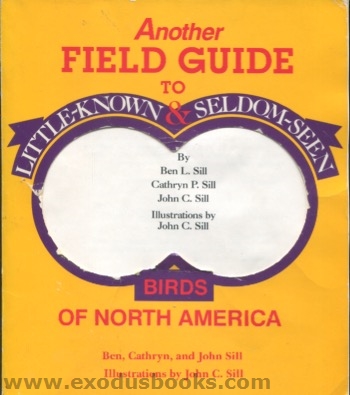 Another
FIELD GUIDE
TO
LITTLE-KNOWN & SELDOM-SEEN
By
Ben L. Sill
Cathryn P. Sill
John C. Sill
Illustrations by
John C. Sill
BIRDS
OF NORTH AMERICA
Ben, Cathryn, and John Sill
Illustrations by John C. Sill
www.exodusbooks.com